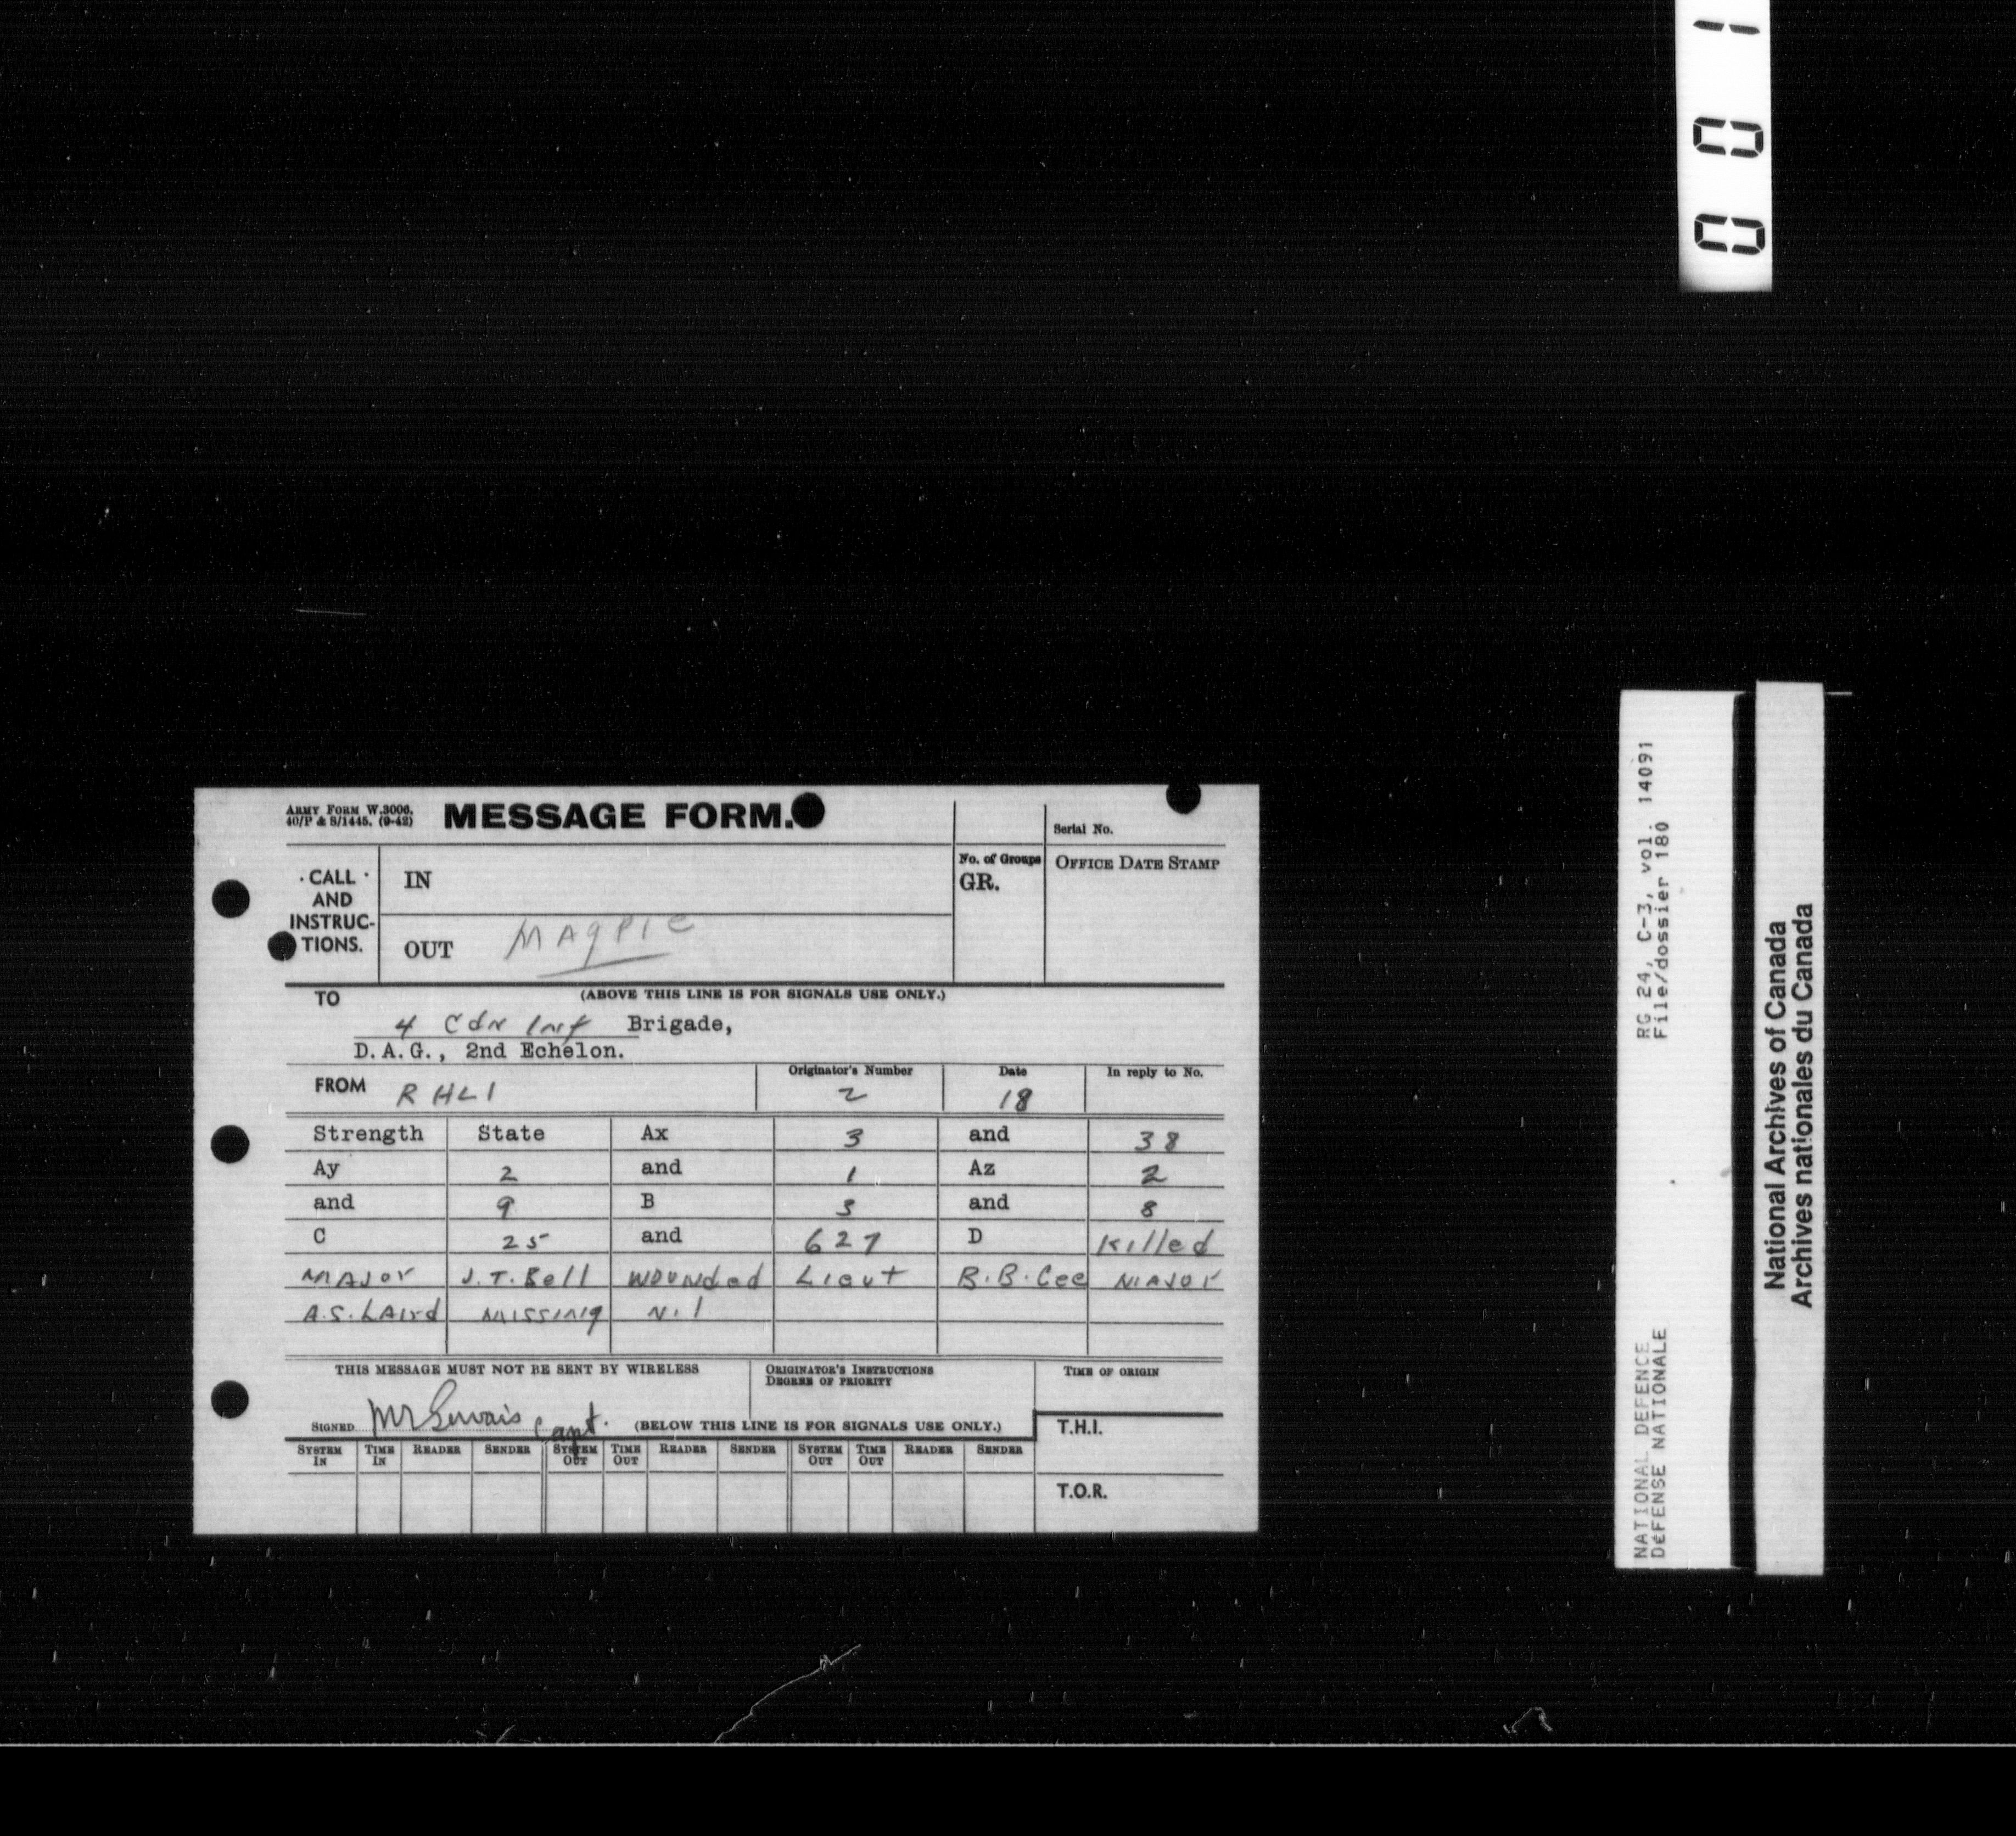 001
ARMY FORM W.3006.
40/P & S/1445. (9-42)
MESSAGE FORM.
Serial No.
CALL AND INSTRUC-TIONS.
IN
No. of Groups
GR.
OFFICE DATE STAMP
OUT MAgPIE
TO (ABOVE THIS LINE IS FOR SIGNALS USE ONLY.)
4 Cdn Inf Brigade,
D.A.G., 2nd Echelon.
FROM RHLI
Originator's Number 2
Date 18
In reply to No.
Strength State Ax 3 and 38
Ay 2 and 1 Az 2
and 9 B 3 and 8
C 25 and 627 D Killed
MAJOR J.T. Bell Wounded Lieut B.B. Cee MAJOR
A.S. LAird Missing Nil
THIS MESSAGE MUST NOT BE SENT BY WIRELESS
ORIGINATOR'S INSTRUCTIONS
DEGREE OF PRIORITY
TIME OF ORIGIN
SIGNED Gervais Capt. (BELOW THIS LINE IS FOR SIGNALS USE ONLY.)
T.H.I.
SYSTEM IN TIME IN READER SENDER SYSTEM OUT TIME OUT READER SENDER SYSTEM OUT TIME OUT READER SENDER
T.O.R.
RG 24, C-3, vol. 14091
File/dossier 180
NATIONAL DEFENCE
DéFENSE NATIONALE
National Archives of Canada
Archives nationales du Canada